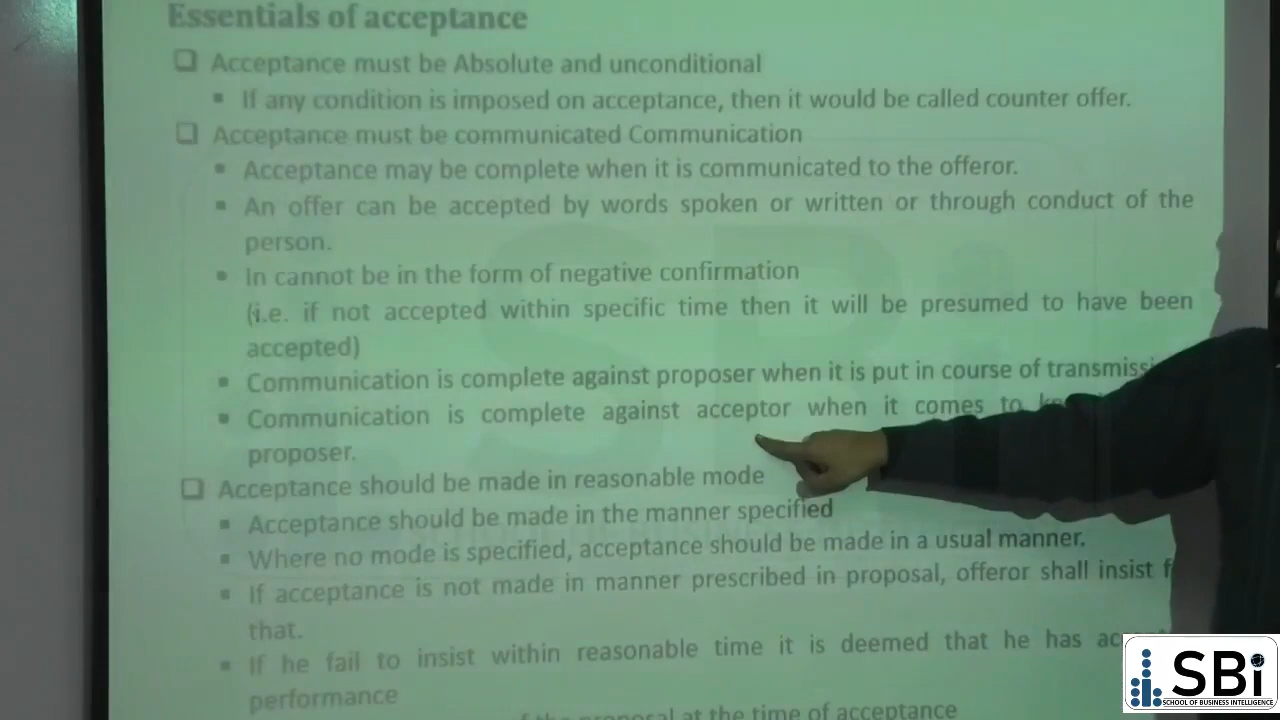 Essentials of acceptance
❑ Acceptance must be Absolute and unconditional
▪ If any condition is imposed on acceptance, then it would be called counter offer.
❑ Acceptance must be communicated Communication
▪ Acceptance may be complete when it is communicated to the offeror.
▪ An offer can be accepted by words spoken or written or through conduct of the
person.
▪ In cannot be in the form of negative confirmation
(i.e. if not accepted within specific time then it will be presumed to have been
accepted)
▪ Communication is complete against proposer when it is put in course of
▪ Communication is complete against acceptor when it comes to
proposer.
❑ Acceptance should be made in reasonable mode
▪ Acceptance should be made in the manner specified
▪ Where no mode is specified, acceptance should be made in a usual manner.
▪ If acceptance is not made in manner prescribed in proposal, offeror shall insist
that.
▪ If he fail to insist within reasonable time it is deemed that he has
performance
the proposal at the time of acceptance
SBi
SCHOOL OF BUSINESS INTELLIGENCE